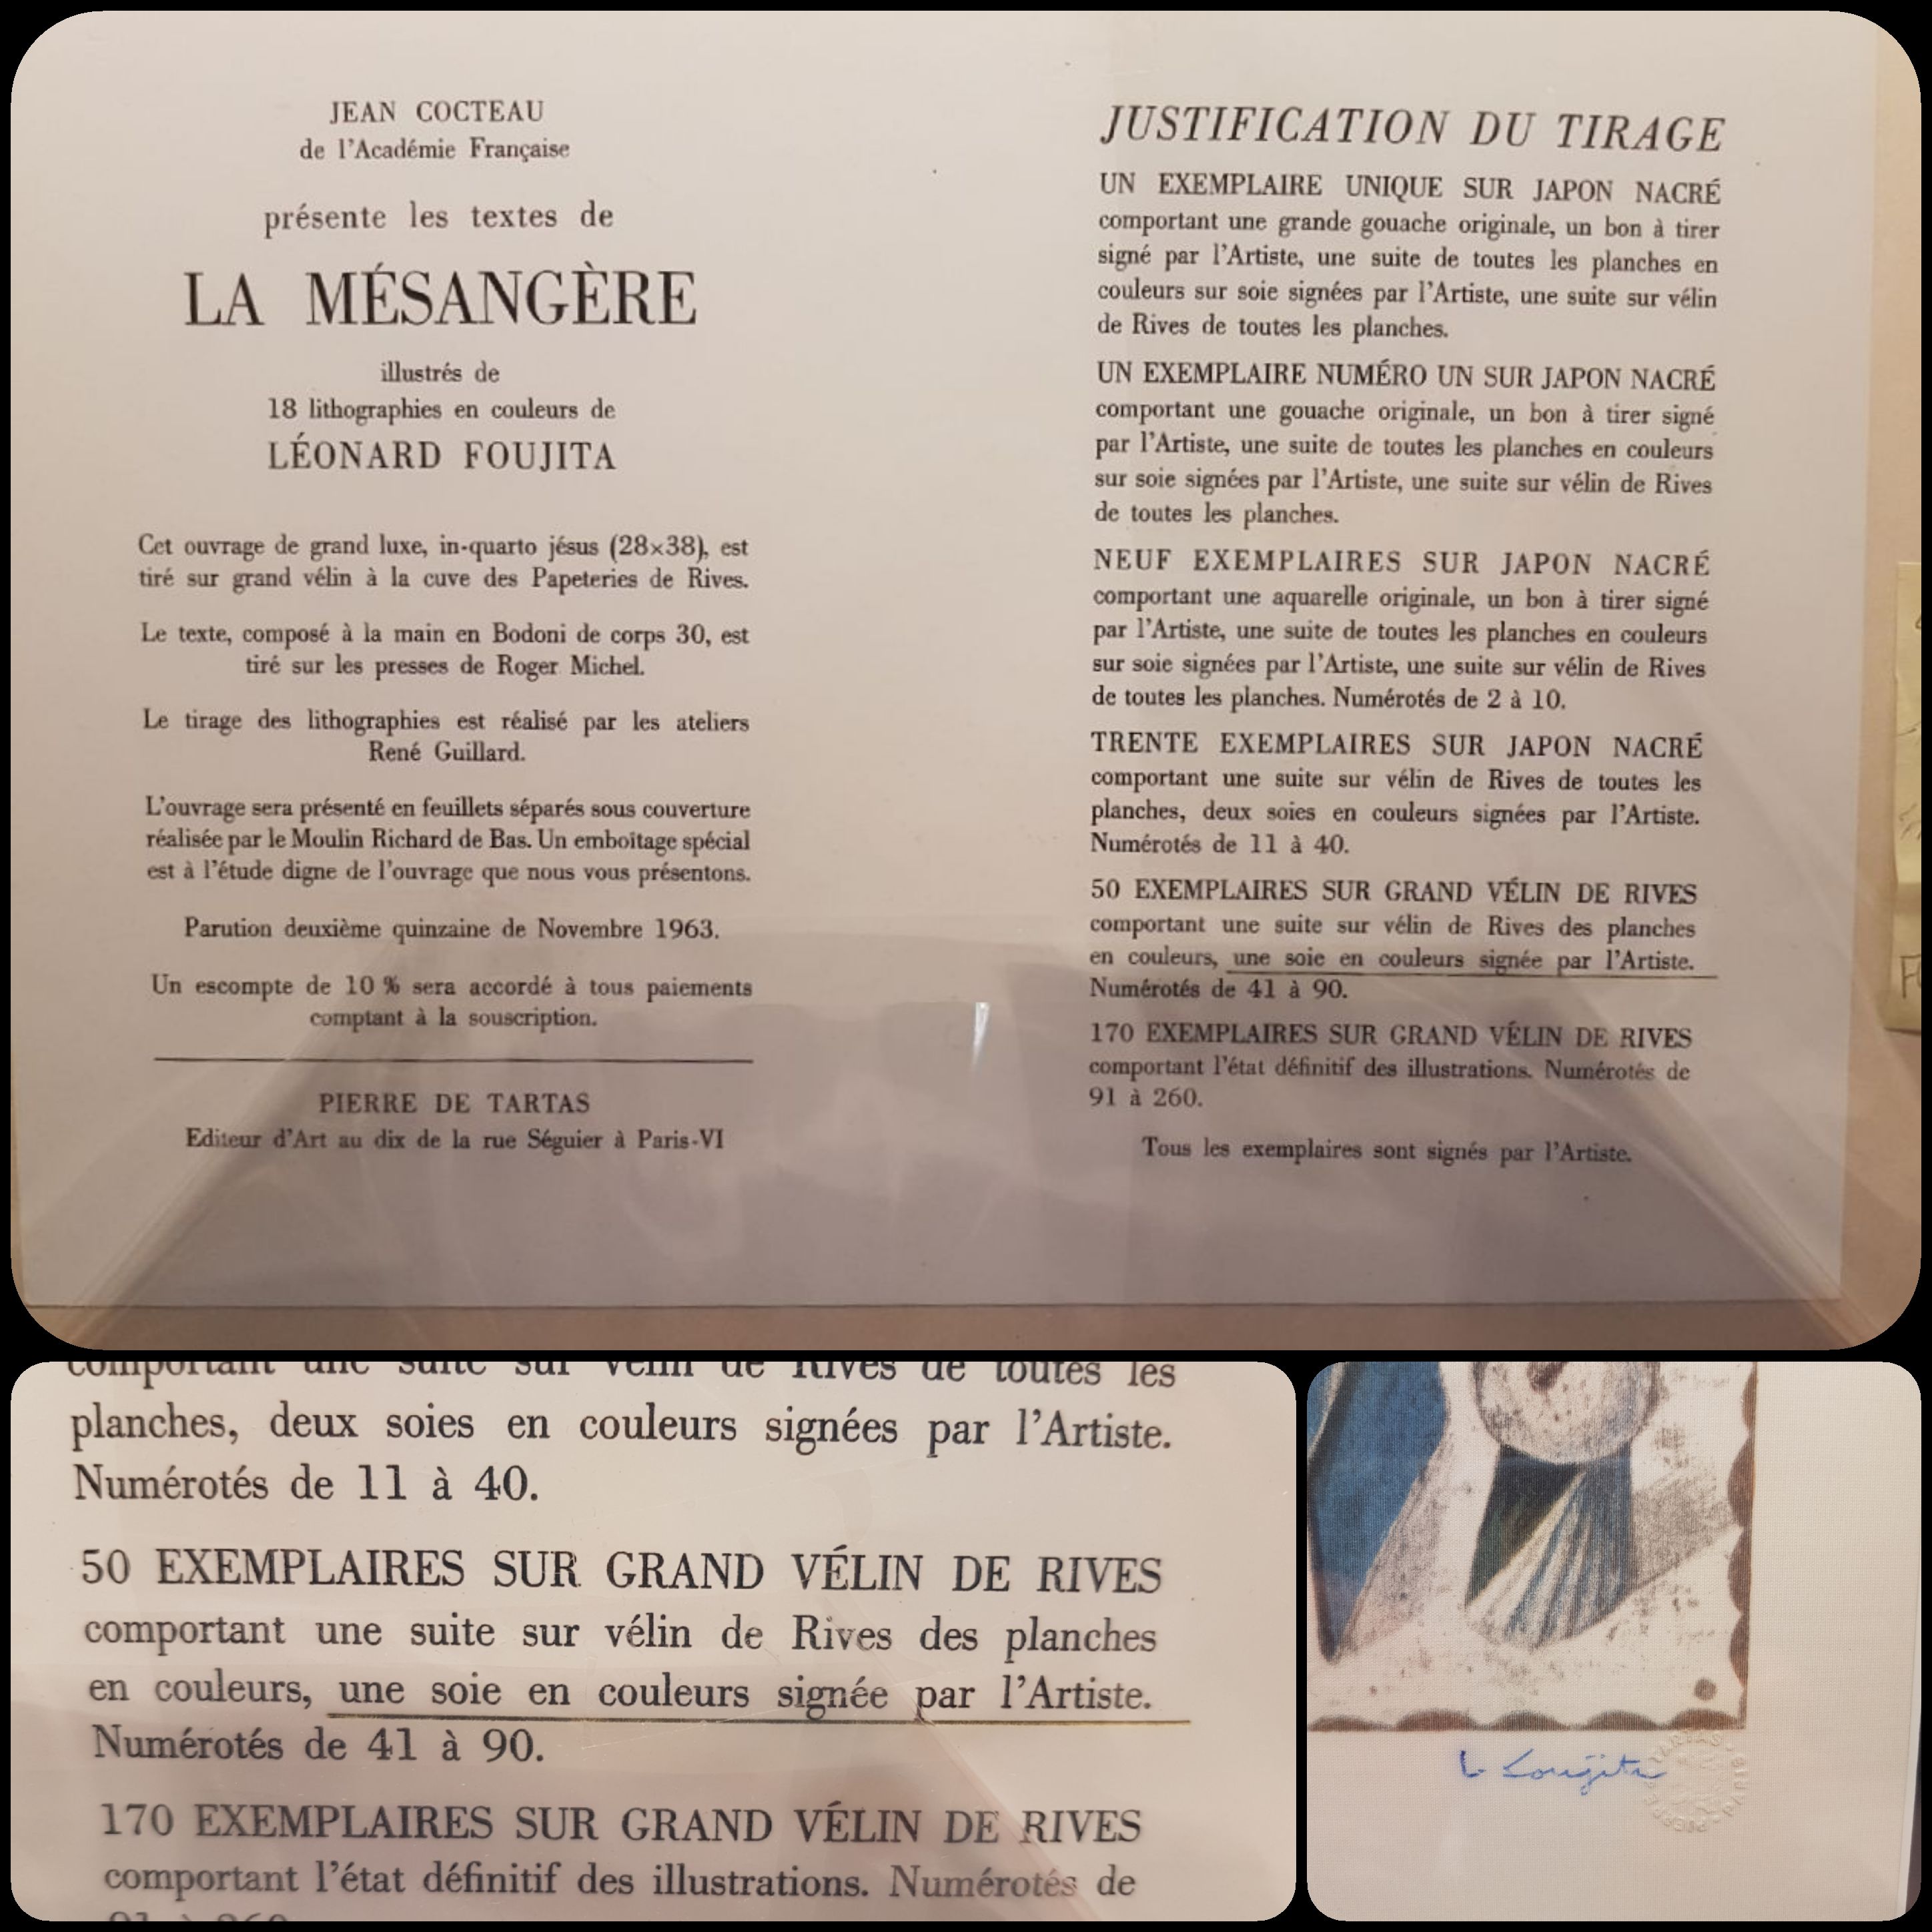 JEAN COCTEAU
de l'Académie Française
présente les textes de
LA MÉSANGÈRE
illustrés de
18 lithographies en couleurs de
LÉONARD FOUJITA
Cet ouvrage de grand luxe, in-quarto jésus (28×38), est
tiré sur grand vélin à la cuve des Papeteries de Rives.
Le texte, composé à la main en Bodoni de corps 30, est
tiré sur les presses de Roger Michel.
Le tirage des lithographies est réalisé par les ateliers
René Guillard.
L'ouvrage sera présenté en feuillets séparés sous couverture
réalisée par le Moulin Richard de Bas. Un emboîtage spécial
est à l'étude digne de l'ouvrage que nous vous présentons.
Parution deuxième quinzaine de Novembre 1963.
Un escompte de 10 % sera accordé à tous paiements
comptant à la souscription.
PIERRE DE TARTAS
Editeur d'Art au dix de la rue Séguier à Paris-VI
JUSTIFICATION DU TIRAGE
UN EXEMPLAIRE UNIQUE SUR JAPON NACRÉ
comportant une grande gouache originale, un bon à tirer
signé par l'Artiste, une suite de toutes les planches en
couleurs sur soie signées par l'Artiste, une suite sur vélin
de Rives de toutes les planches.
UN EXEMPLAIRE NUMÉRO UN SUR JAPON NACRÉ
comportant une gouache originale, un bon à tirer signé
par l'Artiste, une suite de toutes les planches en couleurs
sur soie signées par l'Artiste, une suite sur vélin de Rives
de toutes les planches.
NEUF EXEMPLAIRES SUR JAPON NACRÉ
comportant une aquarelle originale, un bon à tirer signé
par l'Artiste, une suite de toutes les planches en couleurs
sur soie signées par l'Artiste, une suite sur vélin de Rives
de toutes les planches. Numérotés de 2 à 10.
TRENTE EXEMPLAIRES SUR JAPON NACRÉ
comportant une suite sur vélin de Rives de toutes les
planches, deux soies en couleurs signées par l'Artiste.
Numérotés de 11 à 40.
50 EXEMPLAIRES SUR GRAND VÉLIN DE RIVES
comportant une suite sur vélin de Rives des planches
en couleurs, une soie en couleurs signée par l'Artiste.
Numérotés de 41 à 90.
170 EXEMPLAIRES SUR GRAND VÉLIN DE RIVES
comportant l'état définitif des illustrations. Numérotés de
91 à 260.
Tous les exemplaires sont signés par l'Artiste.
comportant une suite sur vélin de Rives de toutes les
planches, deux soies en couleurs signées par l'Artiste.
Numérotés de 11 à 40.
50 EXEMPLAIRES SUR GRAND VÉLIN DE RIVES
comportant une suite sur vélin de Rives des planches
en couleurs, une soie en couleurs signée par l'Artiste.
Numérotés de 41 à 90.
170 EXEMPLAIRES SUR GRAND VÉLIN DE RIVES
comportant l'état définitif des illustrations. Numérotés de
L. Foujita